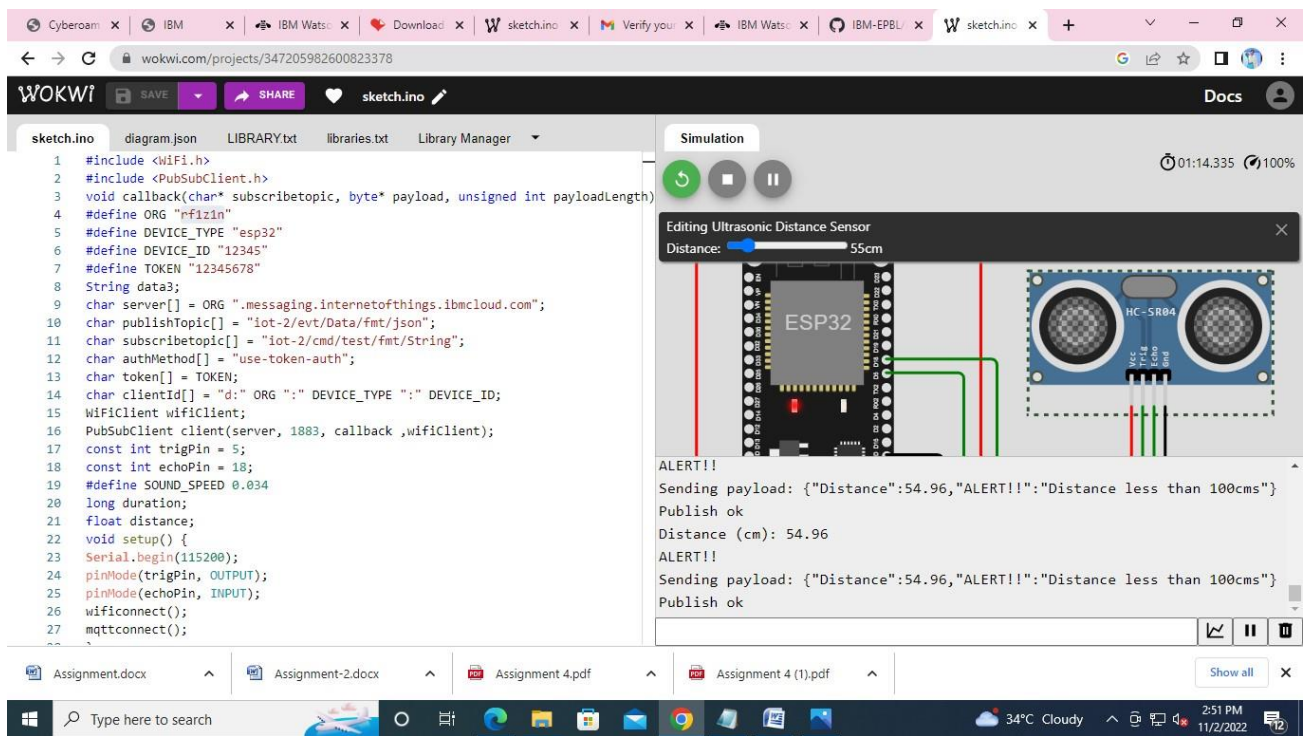 Cyberoam
IBM
IBM Watso
Download
sketch.ino
Verify your
IBM Watso
IBM-EPBL/
sketch.ino
wokwi.com/projects/347205982600823378
WOKWi
SAVE
SHARE
sketch.ino
Docs
sketch.ino
diagram.json
LIBRARY.txt
libraries.txt
Library Manager
1 #include <WiFi.h>
2 #include <PubSubClient.h>
3 void callback(char* subscribetopic, byte* payload, unsigned int payloadLength)
4 #define ORG "rf1z1n"
5 #define DEVICE_TYPE "esp32"
6 #define DEVICE_ID "12345"
7 #define TOKEN "12345678"
8 String data3;
9 char server[] = ORG ".messaging.internetofthings.ibmcloud.com";
10 char publishTopic[] = "iot-2/evt/Data/fmt/json";
11 char subscribetopic[] = "iot-2/cmd/test/fmt/String";
12 char authMethod[] = "use-token-auth";
13 char token[] = TOKEN;
14 char clientId[] = "d:" ORG ":" DEVICE_TYPE ":" DEVICE_ID;
15 WiFiClient wifiClient;
16 PubSubClient client(server, 1883, callback ,wifiClient);
17 const int trigPin = 5;
18 const int echoPin = 18;
19 #define SOUND_SPEED 0.034
20 long duration;
21 float distance;
22 void setup() {
23 Serial.begin(115200);
24 pinMode(trigPin, OUTPUT);
25 pinMode(echoPin, INPUT);
26 wificonnect();
27 mqttconnect();
Simulation
01:14.335 100%
Editing Ultrasonic Distance Sensor
Distance: 55cm
ESP32
HC-SR04
Vcc
Trig
Echo
Gnd
ALERT!!
Sending payload: {"Distance":54.96,"ALERT!!":"Distance less than 100cms"}
Publish ok
Distance (cm): 54.96
ALERT!!
Sending payload: {"Distance":54.96,"ALERT!!":"Distance less than 100cms"}
Publish ok
Assignment.docx
Assignment-2.docx
Assignment 4.pdf
Assignment 4 (1).pdf
Show all
Type here to search
34°C Cloudy
2:51 PM
11/2/2022
12